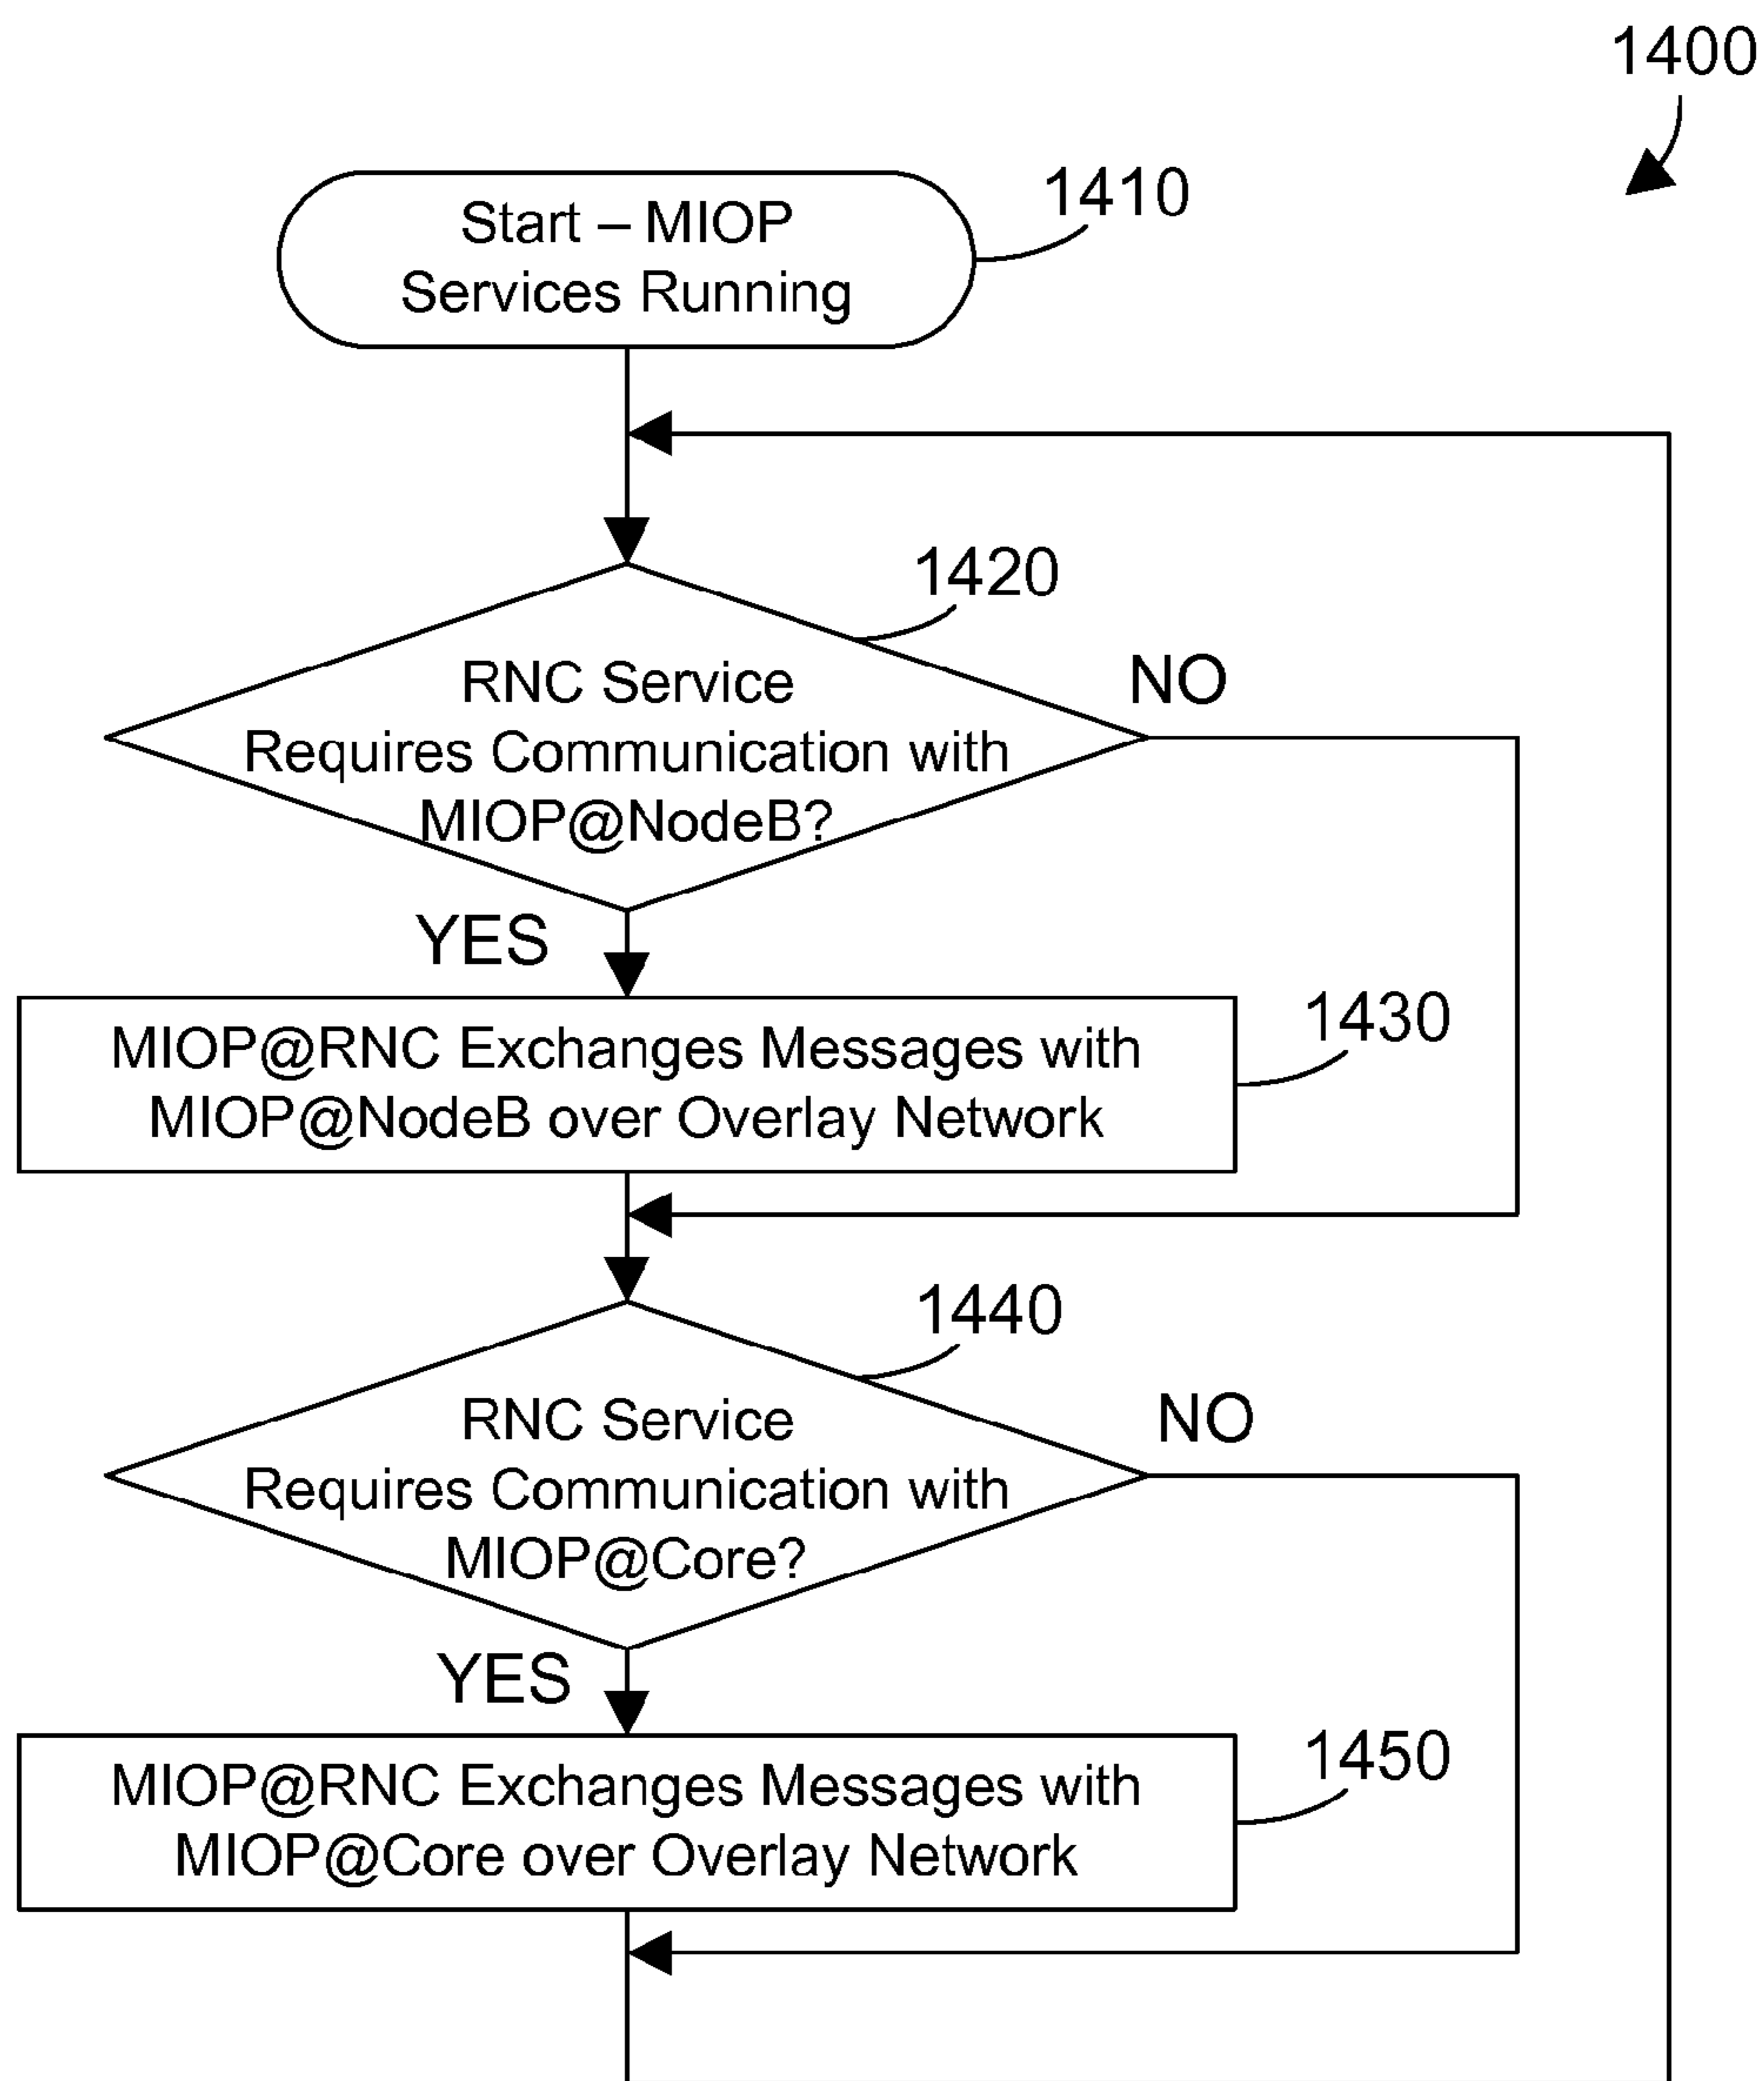 1400
Start – MIOP
Services Running
1410
1420
RNC Service
Requires Communication with
MIOP@NodeB?
NO
YES
MIOP@RNC Exchanges Messages with
MIOP@NodeB over Overlay Network
1430
1440
RNC Service
Requires Communication with
MIOP@Core?
NO
YES
MIOP@RNC Exchanges Messages with
MIOP@Core over Overlay Network
1450